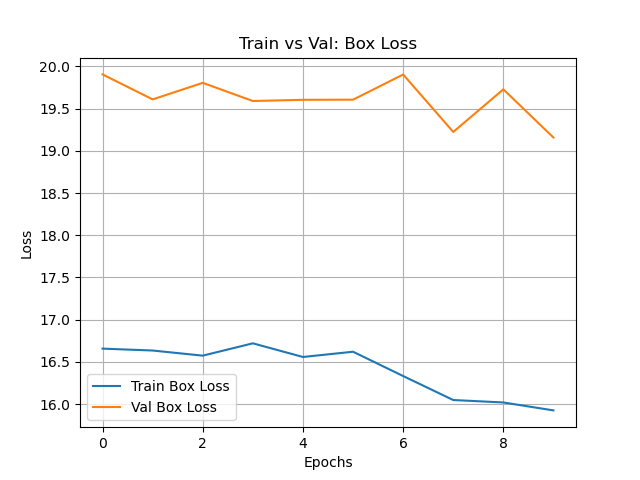 Train vs Val: Box Loss
20.0
19.5
19.0
18.5
18.0
17.5
17.0
16.5
16.0
Loss
Train Box Loss
Val Box Loss
0 2 4 6 8
Epochs